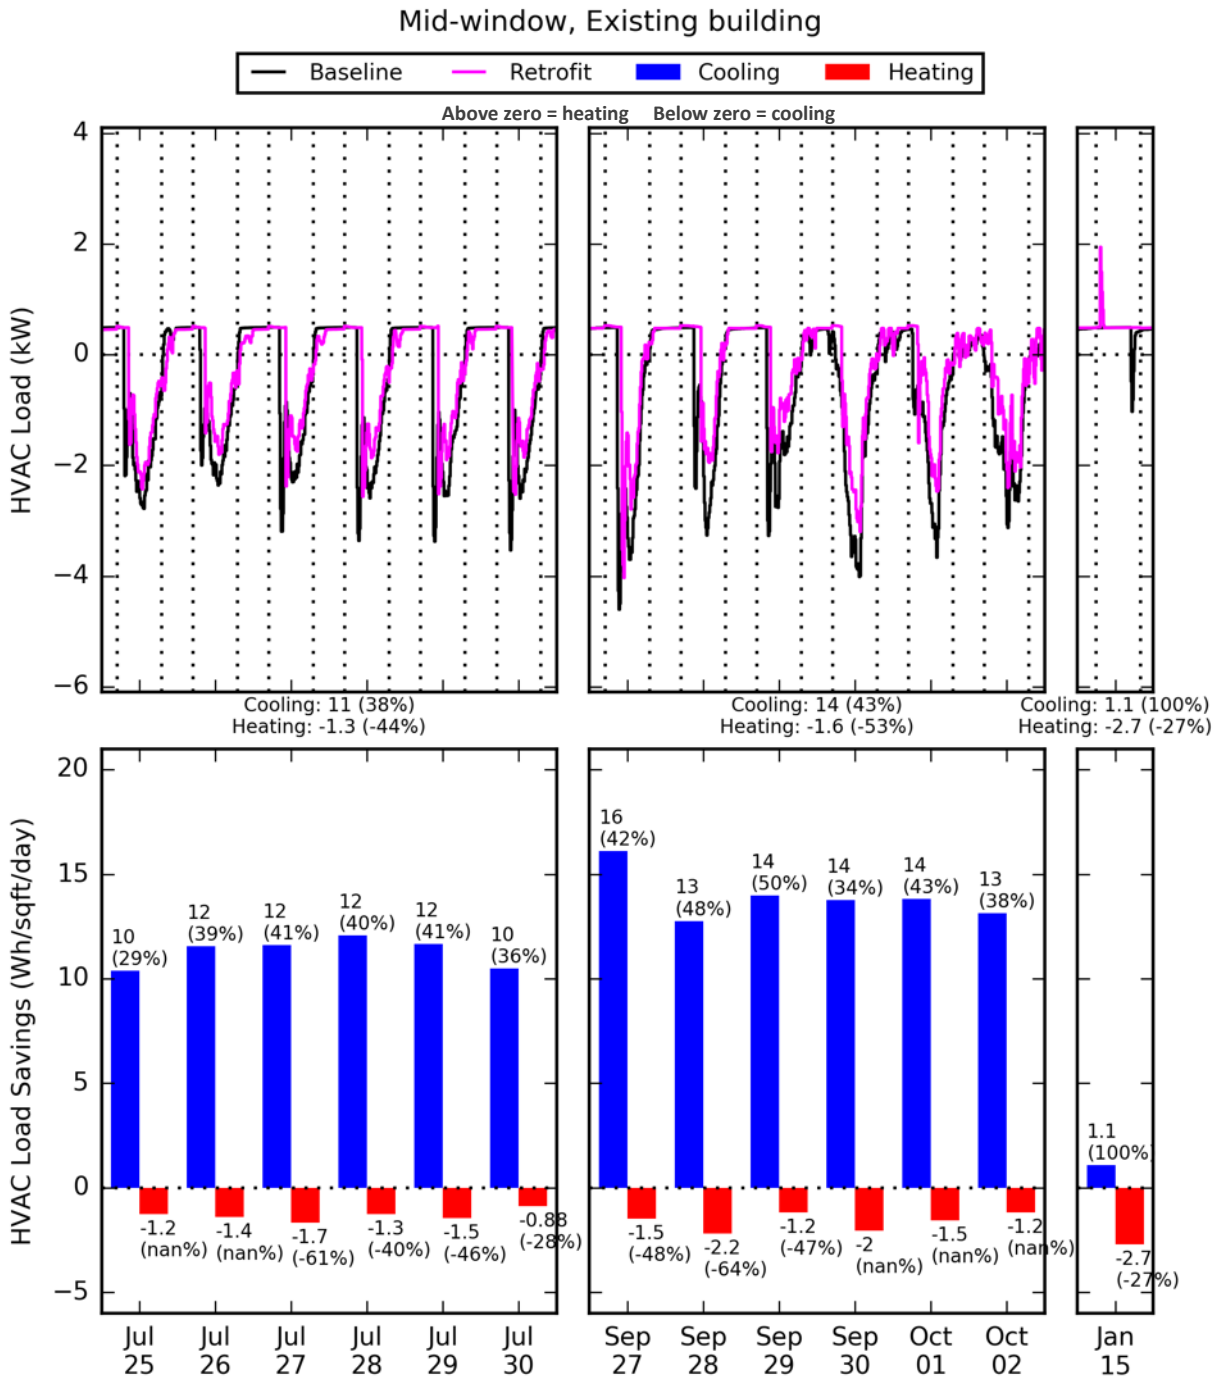 Mid-window, Existing building
Baseline Retrofit Cooling Heating
Above zero = heating Below zero = cooling
HVAC Load (kW)
4
2
0
−2
−4
−6
Cooling: 11 (38%)
Heating: -1.3 (-44%)
Cooling: 14 (43%)
Heating: -1.6 (-53%)
Cooling: 1.1 (100%)
Heating: -2.7 (-27%)
HVAC Load Savings (Wh/sqft/day)
20
15
10
5
0
−5
10
(29%)
12
(39%)
12
(41%)
12
(40%)
12
(41%)
10
(36%)
-1.2
(nan%)
-1.4
(nan%)
-1.7
(-61%)
-1.3
(-40%)
-1.5
(-46%)
-0.88
(-28%)
16
(42%)
13
(48%)
14
(50%)
14
(34%)
14
(43%)
13
(38%)
-1.5
(-48%)
-2.2
(-64%)
-1.2
(-47%)
-2
(nan%)
-1.5
(nan%)
-1.2
(nan%)
1.1
(100%)
-2.7
(-27%)
Jul
25
Jul
26
Jul
27
Jul
28
Jul
29
Jul
30
Sep
27
Sep
28
Sep
29
Sep
30
Oct
01
Oct
02
Jan
15